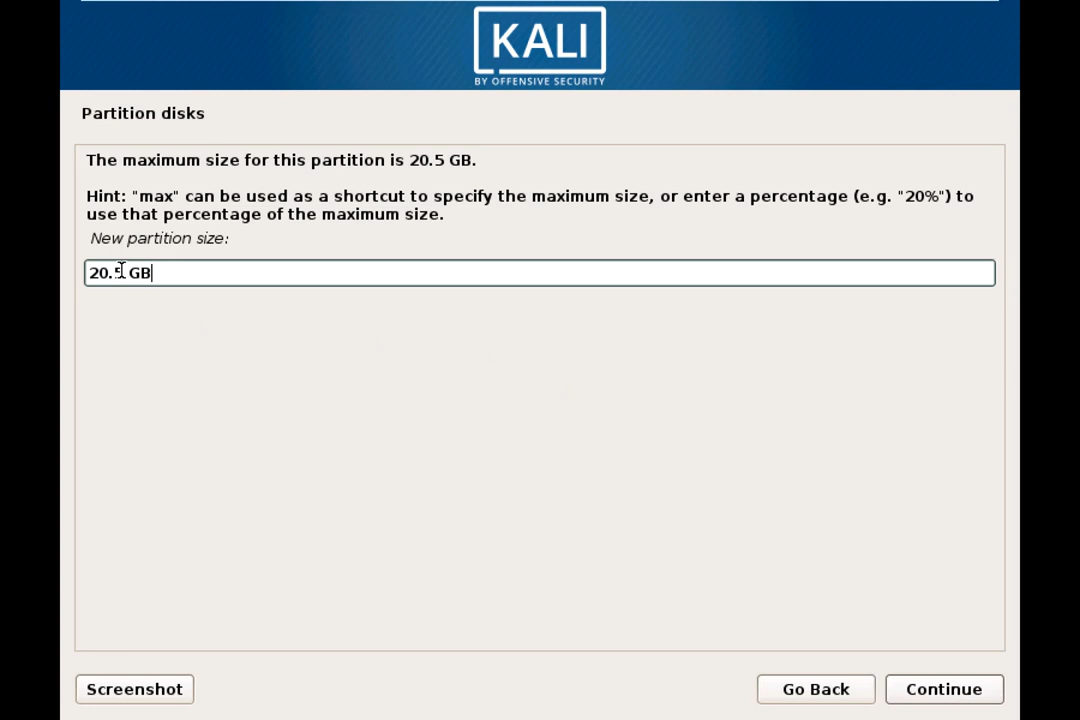 KALI
BY OFFENSIVE SECURITY
Partition disks
The maximum size for this partition is 20.5 GB.
Hint: "max" can be used as a shortcut to specify the maximum size, or enter a percentage (e.g. "20%") to
use that percentage of the maximum size.
New partition size:
20.5 GB
Screenshot
Go Back
Continue